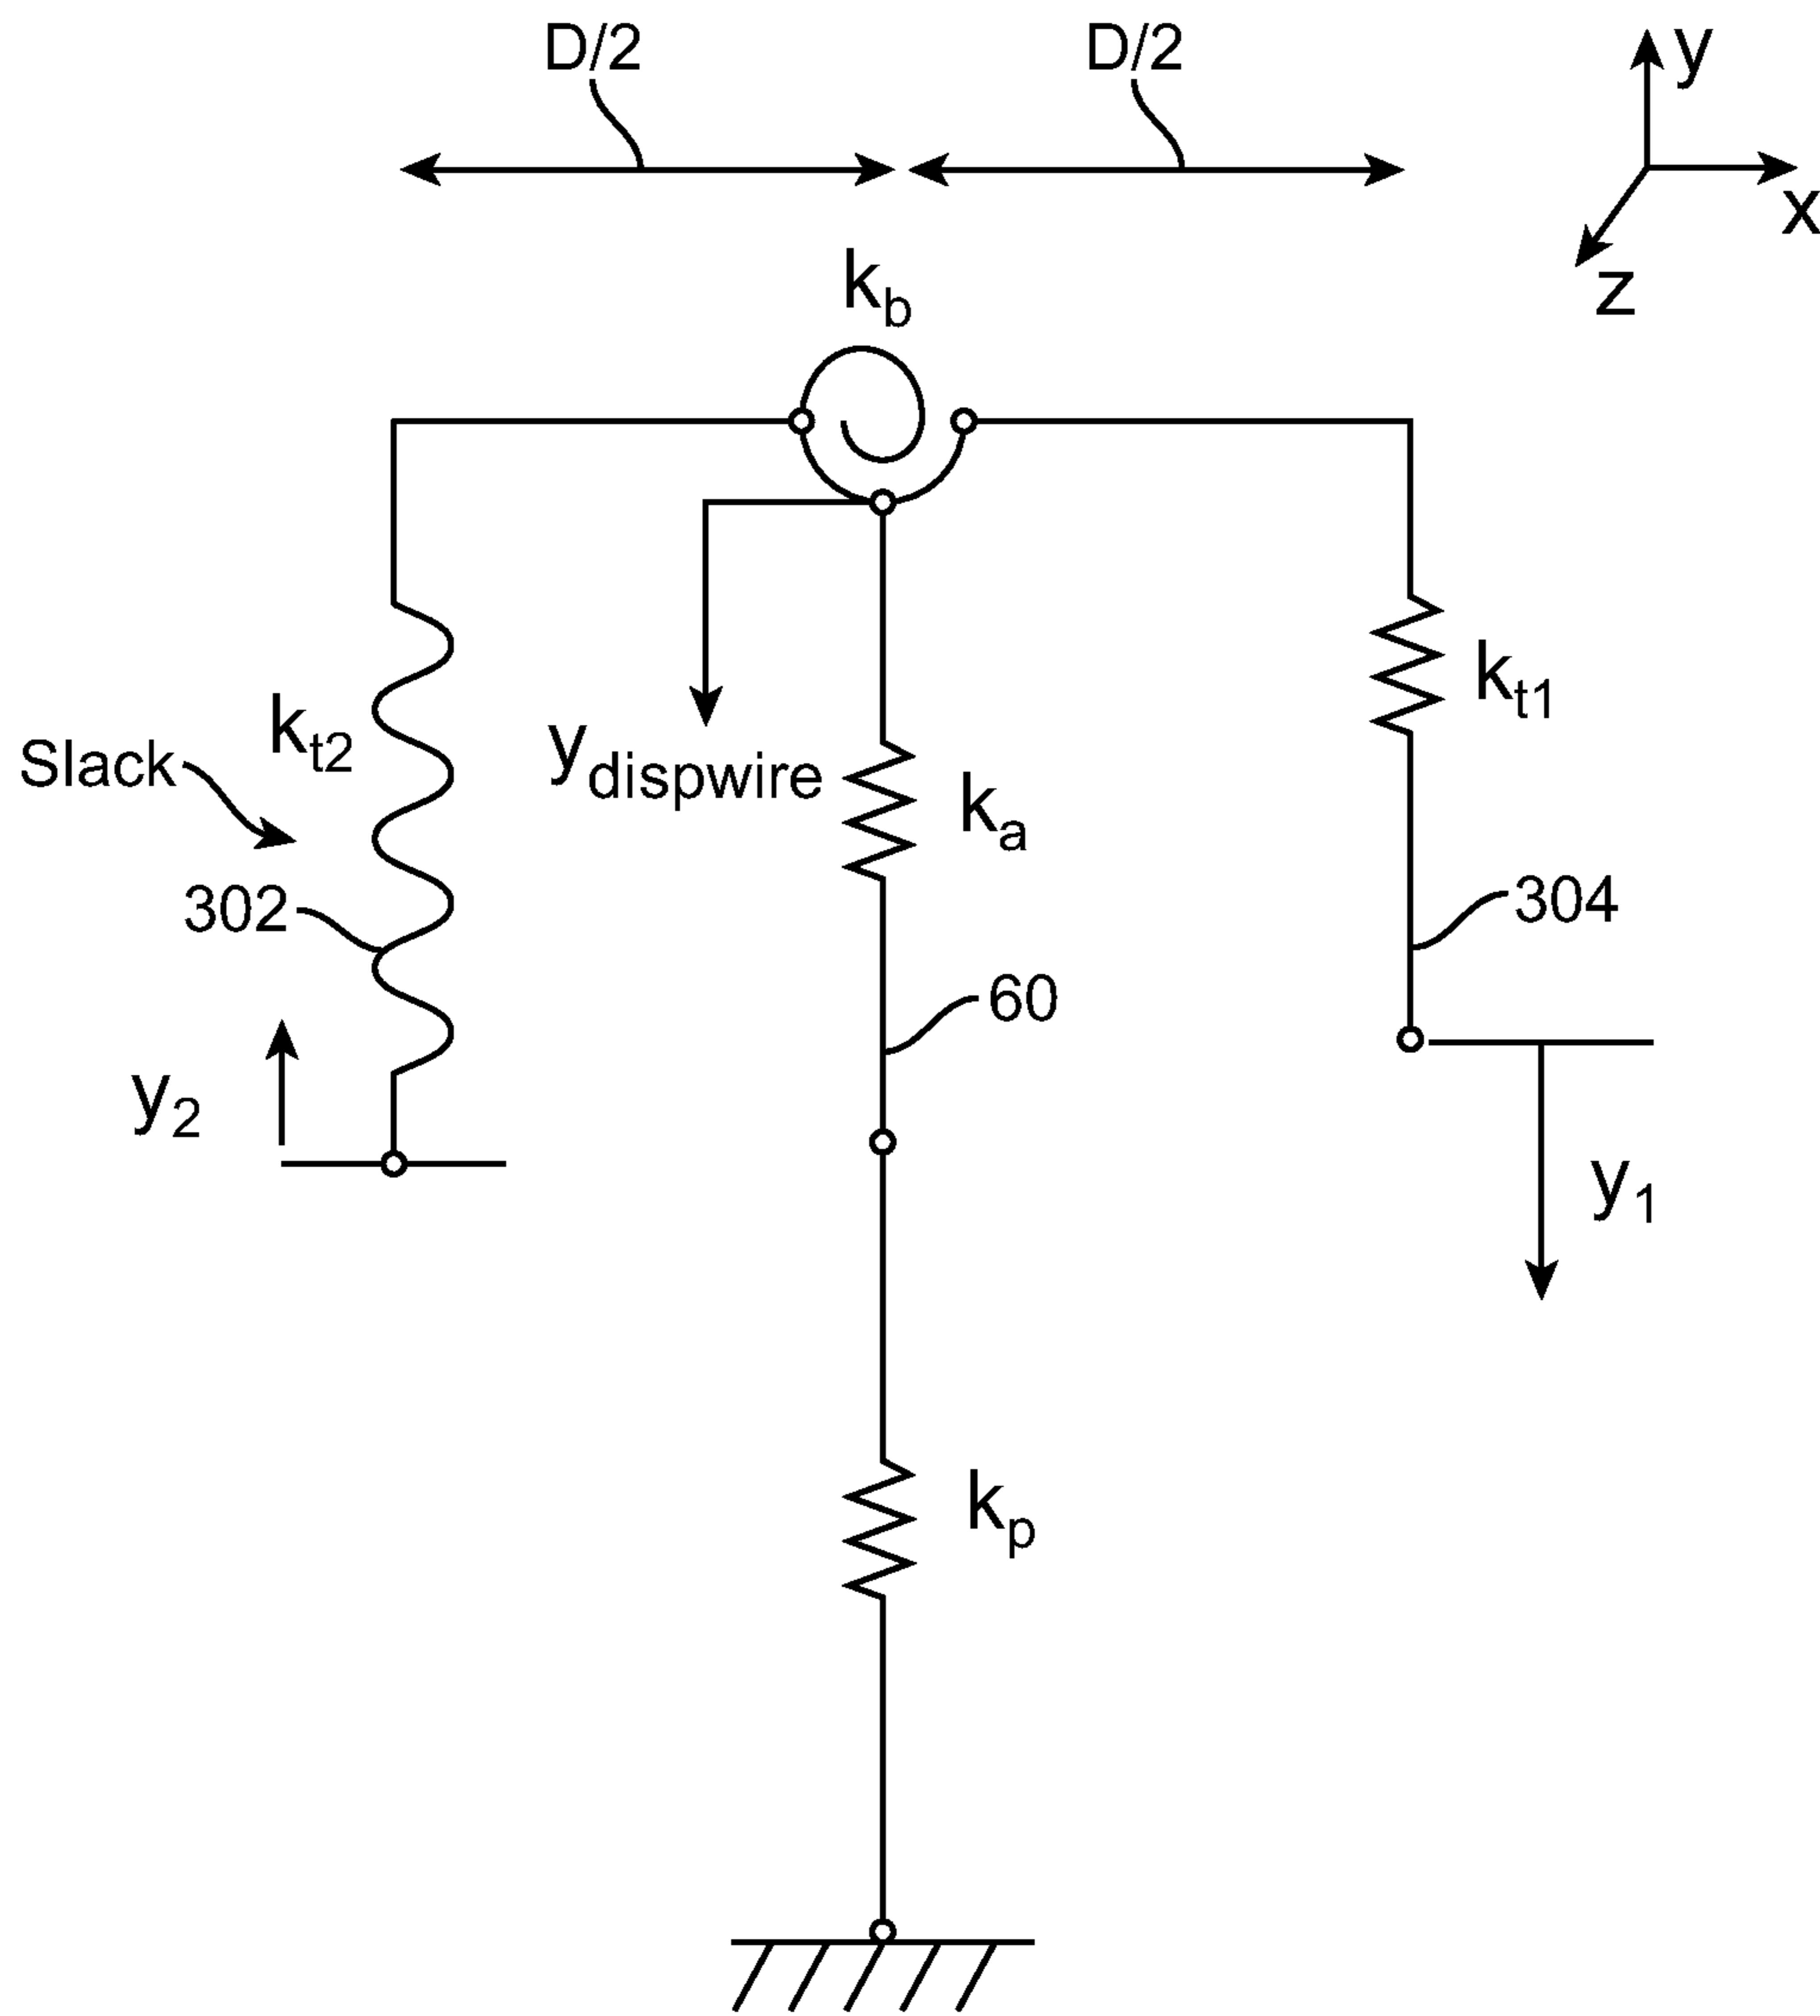 D/2
D/2
y
x
z
k_b
k_t2
Slack
y_dispwire
k_a
k_t1
302
304
60
y_2
y_1
k_p